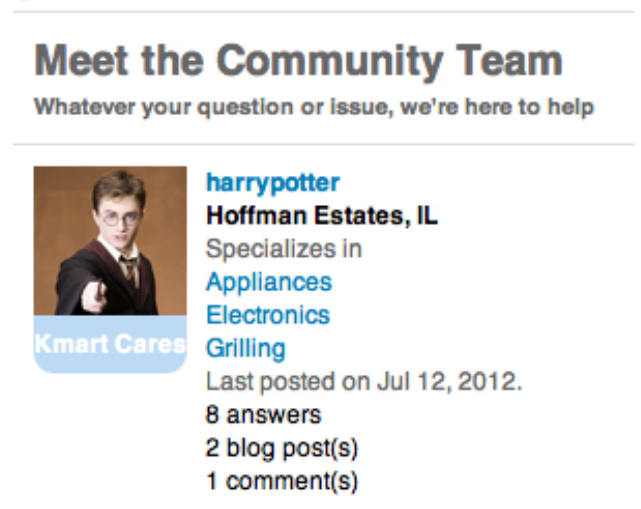 Meet the Community Team
Whatever your question or issue, we're here to help
harrypotter
Hoffman Estates, IL
Specializes in
Appliances
Electronics
Kmart Cares
Grilling
Last posted on Jul 12, 2012.
8 answers
2 blog post(s)
1 comment(s)